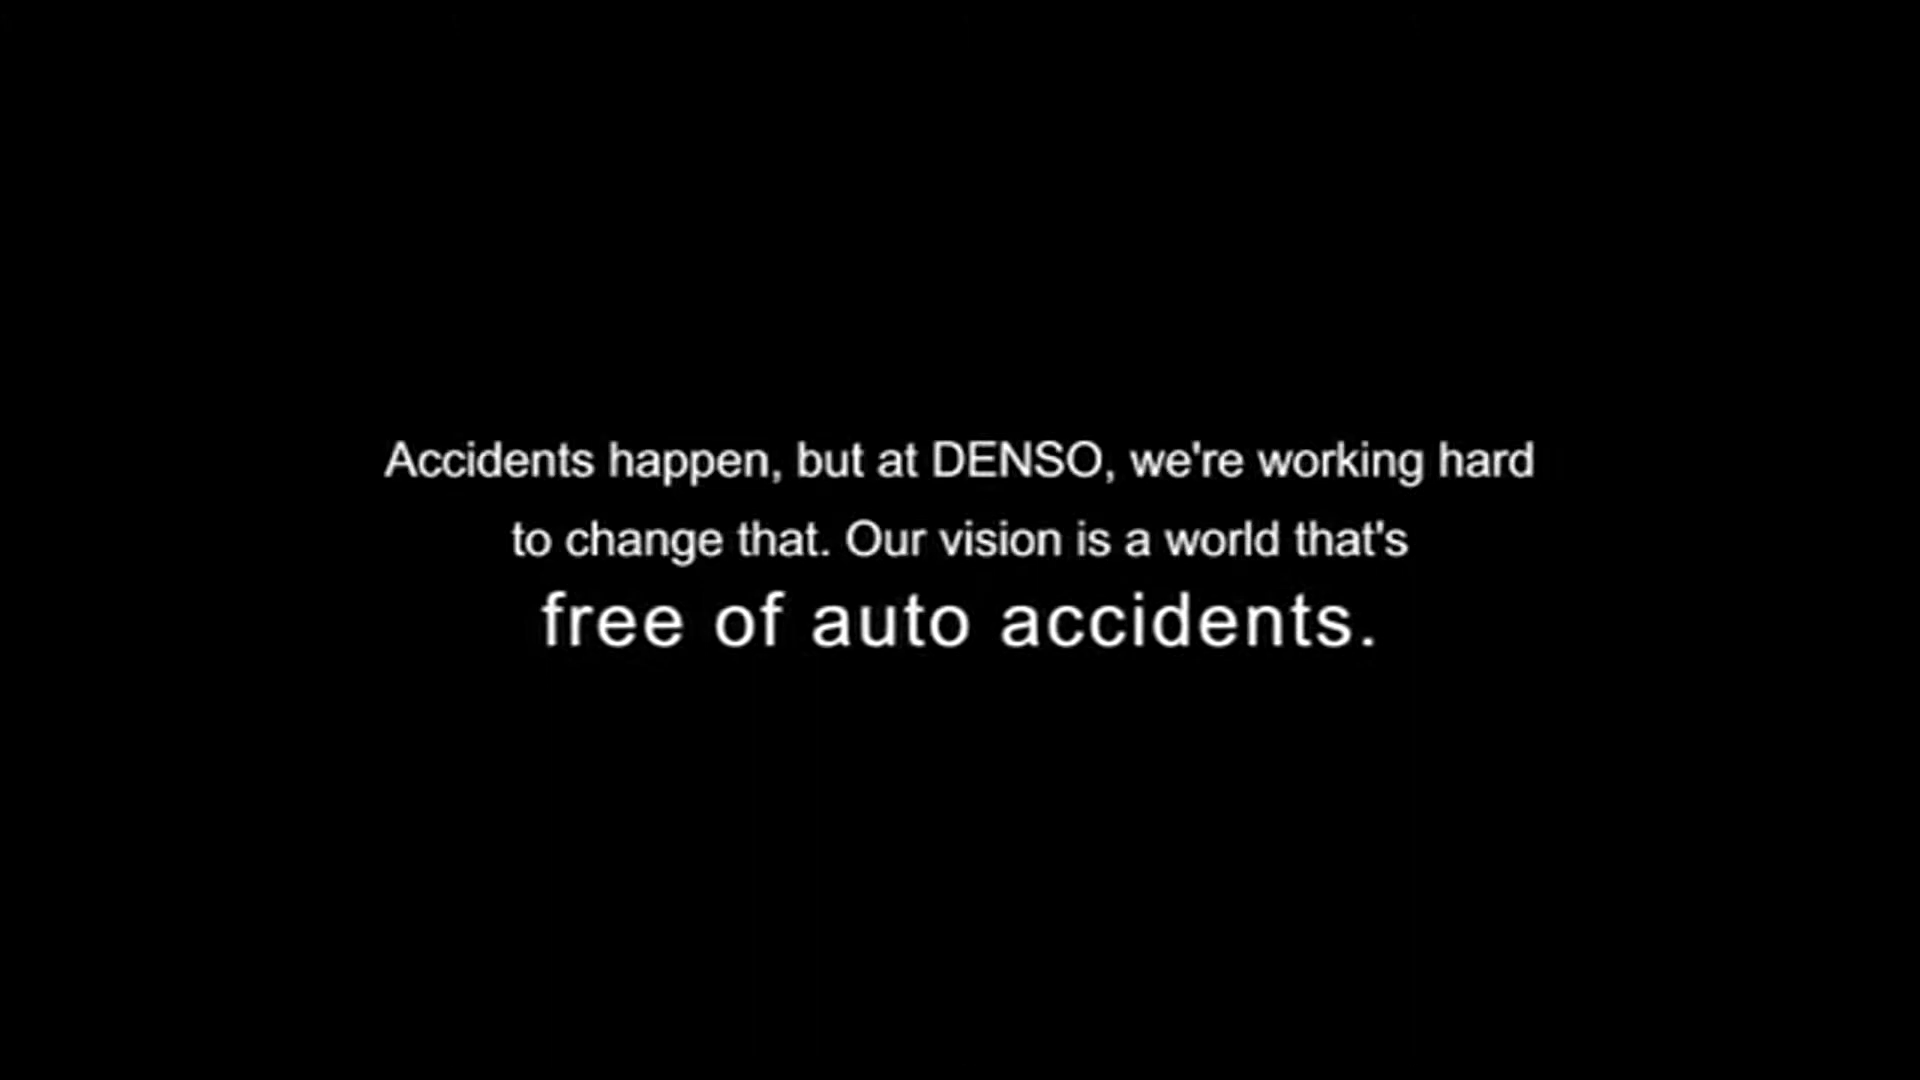 Accidents happen, but at DENSO, we're working hard
to change that. Our vision is a world that's
free of auto accidents.